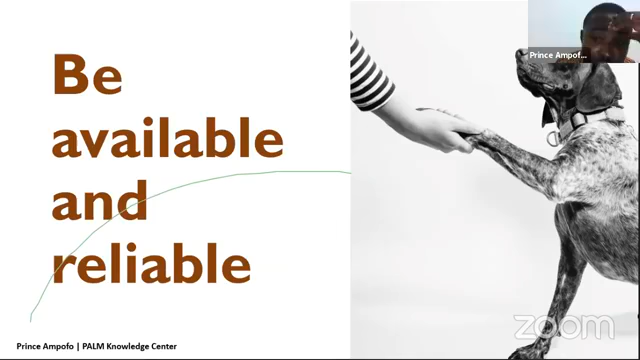 Prince Ampof...
Be
available
and
reliable
Prince Ampofo | PALM Knowledge Center
zoom